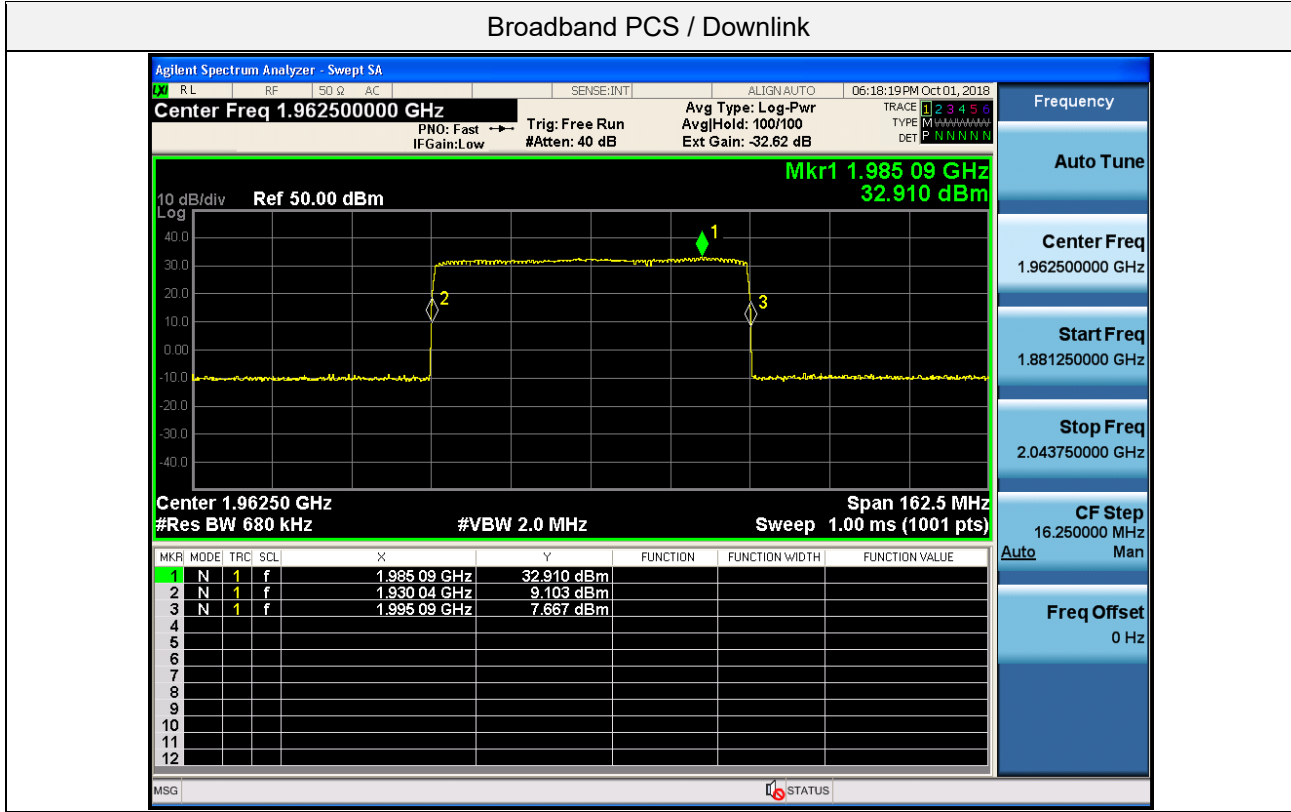 Broadband PCS / Downlink
Agilent Spectrum Analyzer - Swept SA
LXI RL RF 50 Ω AC SENSE:INT ALIGN AUTO 06:18:19 PM Oct 01, 2018
Center Freq 1.962500000 GHz
PNO: Fast
IFGain:Low
Trig: Free Run
#Atten: 40 dB
Avg Type: Log-Pwr
Avg|Hold: 100/100
Ext Gain: -32.62 dB
TRACE 1 2 3 4 5 6
TYPE M W W W W W
DET P N N N N N
Mkr1 1.985 09 GHz
32.910 dBm
10 dB/div Ref 50.00 dBm
Log
40.0
30.0
20.0
10.0
0.00
-10.0
-20.0
-30.0
-40.0
1
2
3
Center 1.96250 GHz Span 162.5 MHz
#Res BW 680 kHz #VBW 2.0 MHz Sweep 1.00 ms (1001 pts)
MKR MODE TRC SCL X Y FUNCTION FUNCTION WIDTH FUNCTION VALUE
1 N 1 f 1.985 09 GHz 32.910 dBm
2 N 1 f 1.930 04 GHz 9.103 dBm
3 N 1 f 1.995 09 GHz 7.667 dBm
4
5
6
7
8
9
10
11
12
MSG STATUS
Frequency
Auto Tune
Center Freq
1.962500000 GHz
Start Freq
1.881250000 GHz
Stop Freq
2.043750000 GHz
CF Step
16.250000 MHz
Auto Man
Freq Offset
0 Hz